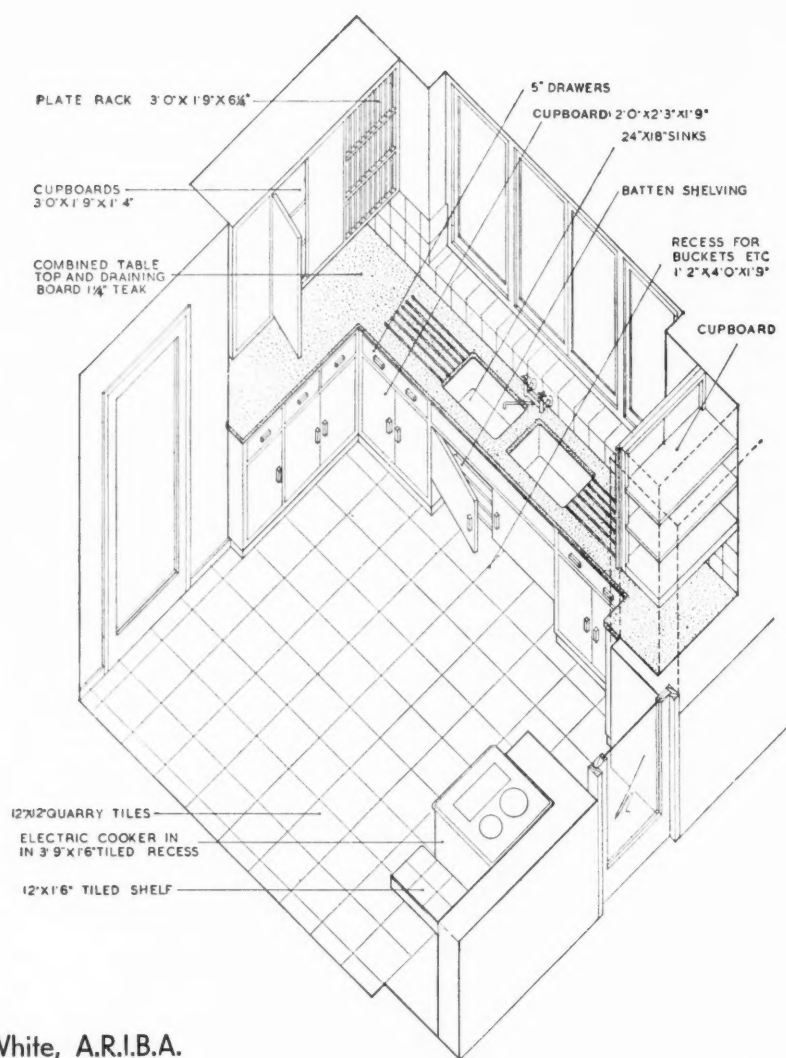 PLATE RACK 3'0"X 1'9"X 6¼"
CUPBOARDS
3'0"X 1'9"X 1'4"
COMBINED TABLE
TOP AND DRAINING
BOARD 1¼" TEAK
5" DRAWERS
CUPBOARD 2'0"X2'3"X1'9"
24"X18" SINKS
BATTEN SHELVING
RECESS FOR
BUCKETS ETC
1'2"X4'0"X1'9"
CUPBOARD
12"X12" QUARRY TILES
ELECTRIC COOKER IN
IN 3'9"X1'6" TILED RECESS
12"X1'6" TILED SHELF
White, A.R.I.B.A.